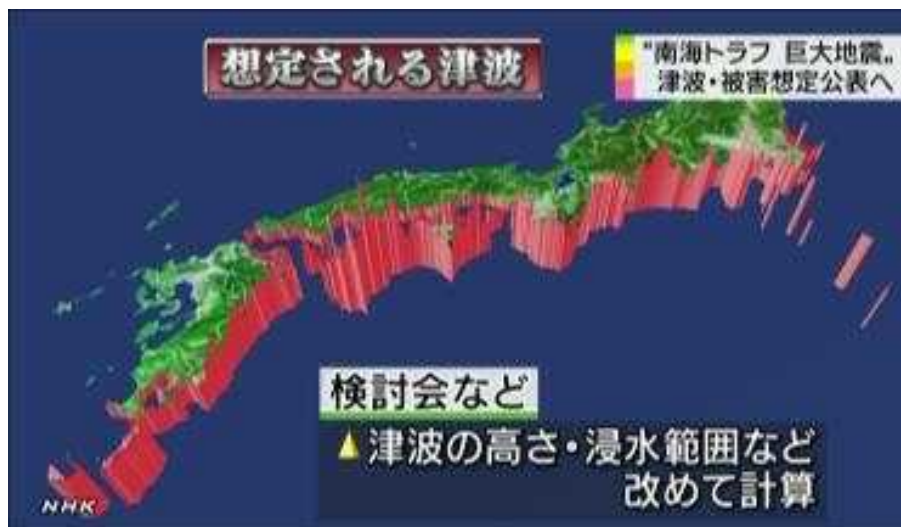 想定される津波
“南海トラフ 巨大地震„
津波・被害想定公表へ
検討会など
▲津波の高さ・浸水範囲など
改めて計算
NHK